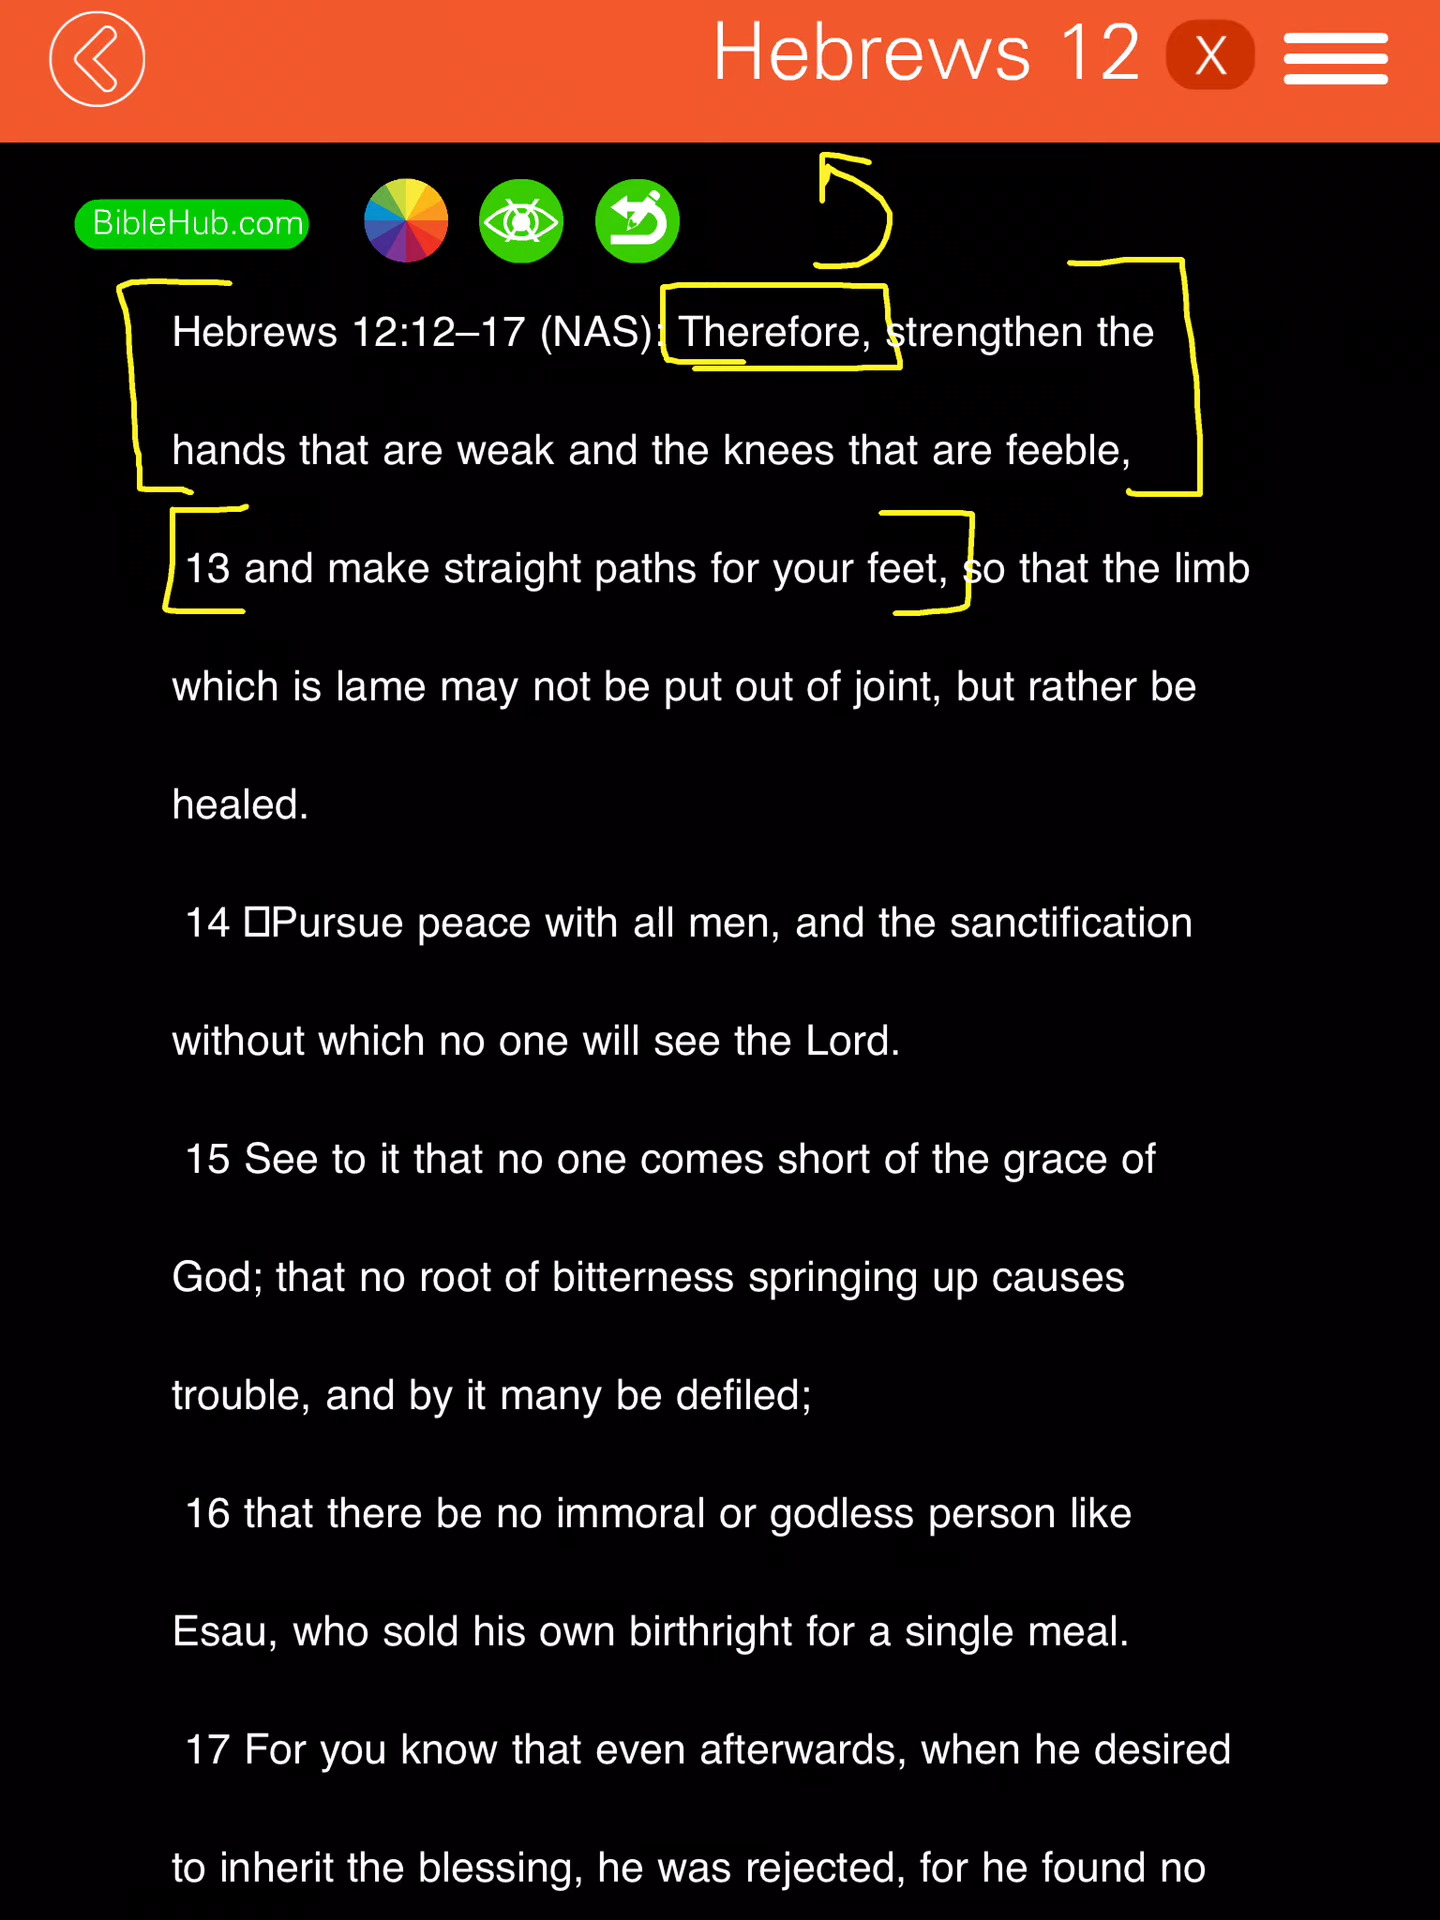 Hebrews 12 X
BibleHub.com
Hebrews 12:12–17 (NAS): Therefore, strengthen the
hands that are weak and the knees that are feeble,
13 and make straight paths for your feet, so that the limb
which is lame may not be put out of joint, but rather be
healed.
14 Pursue peace with all men, and the sanctification
without which no one will see the Lord.
15 See to it that no one comes short of the grace of
God; that no root of bitterness springing up causes
trouble, and by it many be defiled;
16 that there be no immoral or godless person like
Esau, who sold his own birthright for a single meal.
17 For you know that even afterwards, when he desired
to inherit the blessing, he was rejected, for he found no